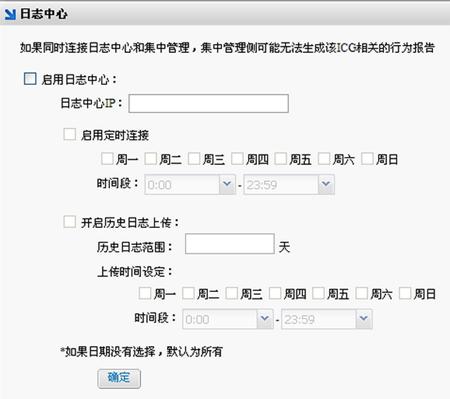 日志中心
如果同时连接日志中心和集中管理，集中管理侧可能无法生成该ICG相关的行为报告
启用日志中心：
日志中心IP：
启用定时连接
周一 周二 周三 周四 周五 周六 周日
时间段： 0:00 - 23:59
开启历史日志上传：
历史日志范围： 天
上传时间设定：
周一 周二 周三 周四 周五 周六 周日
时间段： 0:00 - 23:59
*如果日期没有选择，默认为所有
确定